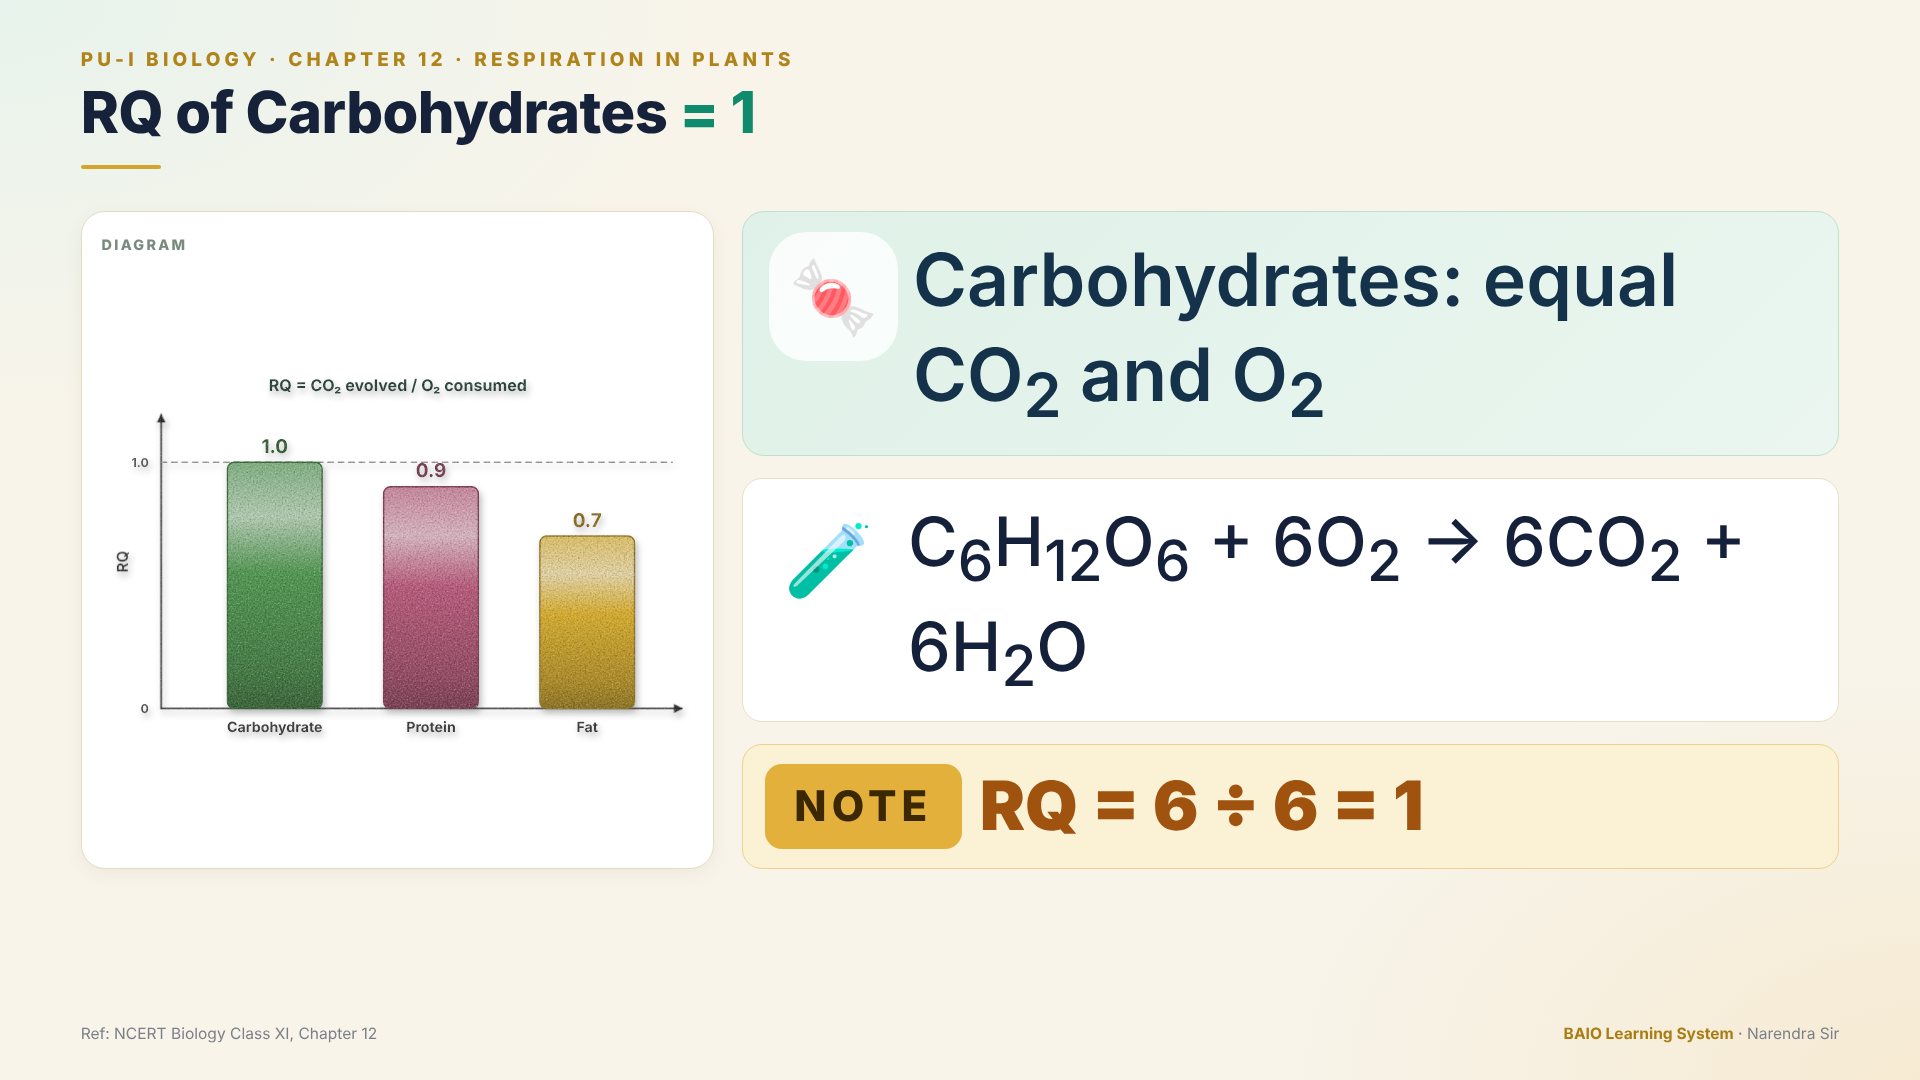 PU-I BIOLOGY · CHAPTER 12 · RESPIRATION IN PLANTS
RQ of Carbohydrates = 1
DIAGRAM
RQ = CO₂ evolved / O₂ consumed
1.0
0.9
0.7
1.0
0
RQ
Carbohydrate
Protein
Fat
Carbohydrates: equal
CO₂ and O₂
C₆H₁₂O₆ + 6O₂ → 6CO₂ +
6H₂O
NOTE RQ = 6 ÷ 6 = 1
Ref: NCERT Biology Class XI, Chapter 12
BAIO Learning System · Narendra Sir